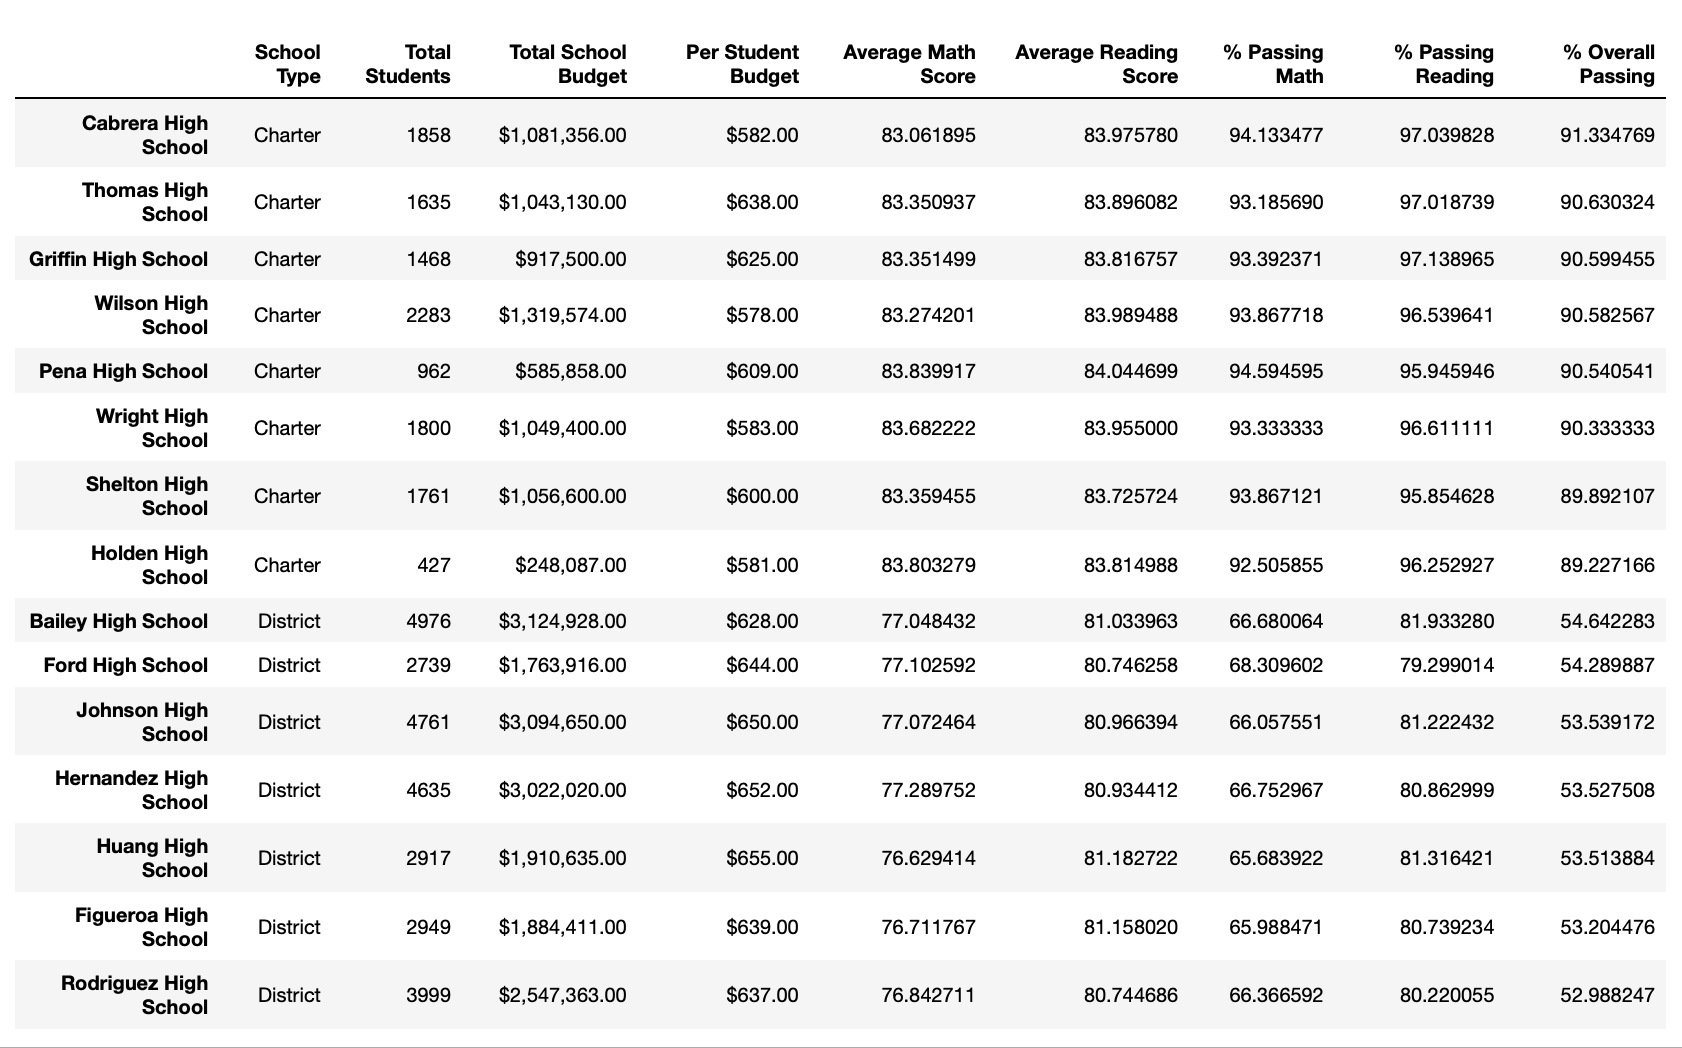 School Type Total Students Total School Budget Per Student Budget Average Math Score Average Reading Score % Passing Math % Passing Reading % Overall Passing
Cabrera High School Charter 1858 $1,081,356.00 $582.00 83.061895 83.975780 94.133477 97.039828 91.334769
Thomas High School Charter 1635 $1,043,130.00 $638.00 83.350937 83.896082 93.185690 97.018739 90.630324
Griffin High School Charter 1468 $917,500.00 $625.00 83.351499 83.816757 93.392371 97.138965 90.599455
Wilson High School Charter 2283 $1,319,574.00 $578.00 83.274201 83.989488 93.867718 96.539641 90.582567
Pena High School Charter 962 $585,858.00 $609.00 83.839917 84.044699 94.594595 95.945946 90.540541
Wright High School Charter 1800 $1,049,400.00 $583.00 83.682222 83.955000 93.333333 96.611111 90.333333
Shelton High School Charter 1761 $1,056,600.00 $600.00 83.359455 83.725724 93.867121 95.854628 89.892107
Holden High School Charter 427 $248,087.00 $581.00 83.803279 83.814988 92.505855 96.252927 89.227166
Bailey High School District 4976 $3,124,928.00 $628.00 77.048432 81.033963 66.680064 81.933280 54.642283
Ford High School District 2739 $1,763,916.00 $644.00 77.102592 80.746258 68.309602 79.299014 54.289887
Johnson High School District 4761 $3,094,650.00 $650.00 77.072464 80.966394 66.057551 81.222432 53.539172
Hernandez High School District 4635 $3,022,020.00 $652.00 77.289752 80.934412 66.752967 80.862999 53.527508
Huang High School District 2917 $1,910,635.00 $655.00 76.629414 81.182722 65.683922 81.316421 53.513884
Figueroa High School District 2949 $1,884,411.00 $639.00 76.711767 81.158020 65.988471 80.739234 53.204476
Rodriguez High School District 3999 $2,547,363.00 $637.00 76.842711 80.744686 66.366592 80.220055 52.988247